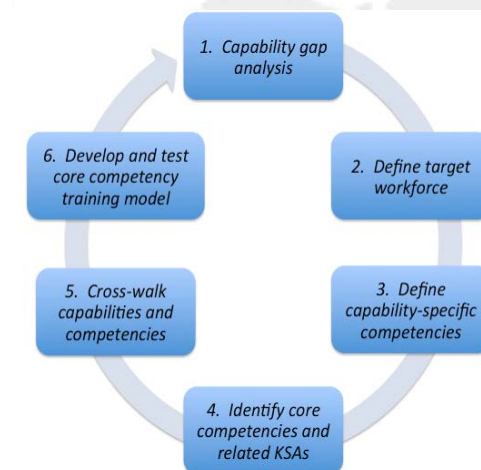 1. Capability gap
analysis
2. Define target
workforce
3. Define
capability-specific
competencies
4. Identify core
competencies and
related KSAs
5. Cross-walk
capabilities and
competencies
6. Develop and test
core competency
training model